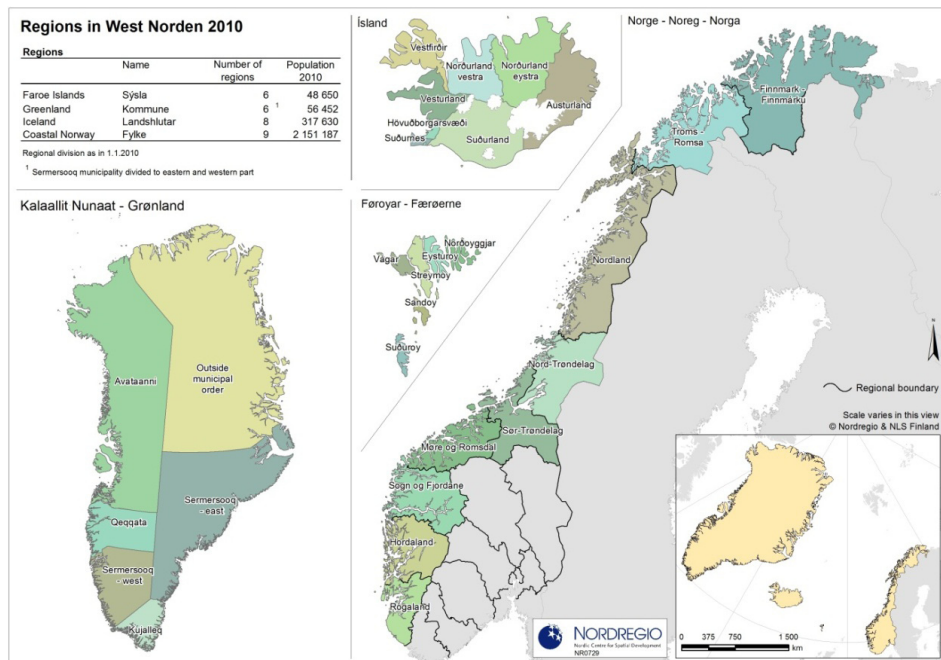 Regions in West Norden 2010
Regions
Name Number of regions Population 2010
Faroe Islands Sýsla 6 48 650
Greenland Kommune 6 ¹ 56 452
Iceland Landshlutar 8 317 630
Coastal Norway Fylke 9 2 151 187
Regional division as in 1.1.2010
¹ Sermersooq municipality divided to eastern and western part
Ísland
Vestfirðir
Norðurland
vestra
Norðurland
eystra
Vesturland
Austurland
Hövuðborgarsvæði
Suðurnes
Suðurland
Norge - Noreg - Norga
Finnmark -
Finnmárku
Troms -
Romsa
Nordland
Nord-Trøndelag
Sør-Trøndelag
Møre og Romsdal
Sogn og Fjordane
Hordaland
Rogaland
Kalaallit Nunaat - Grønland
Avataanni
Outside
municipal
order
Qeqqata
Sermersooq
- east
Sermersooq
- west
Kujalleq
Føroyar - Færøerne
Norðoyggjar
Vágar
Eysturoy
Streymoy
Sandoy
Suðuroy
N
Regional boundary
Scale varies in this view
© Nordregio & NLS Finland
NORDREGIO
Nordic Centre for Spatial Development
NR0729
0 375 750 1 500
km